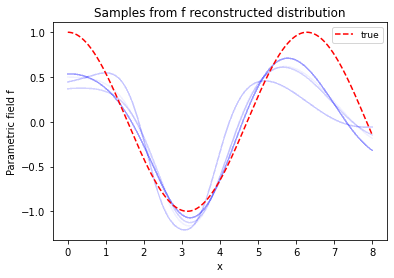 Samples from f reconstructed distribution
true
Parametric field f
1.0
0.5
0.0
−0.5
−1.0
0 1 2 3 4 5 6 7 8
x